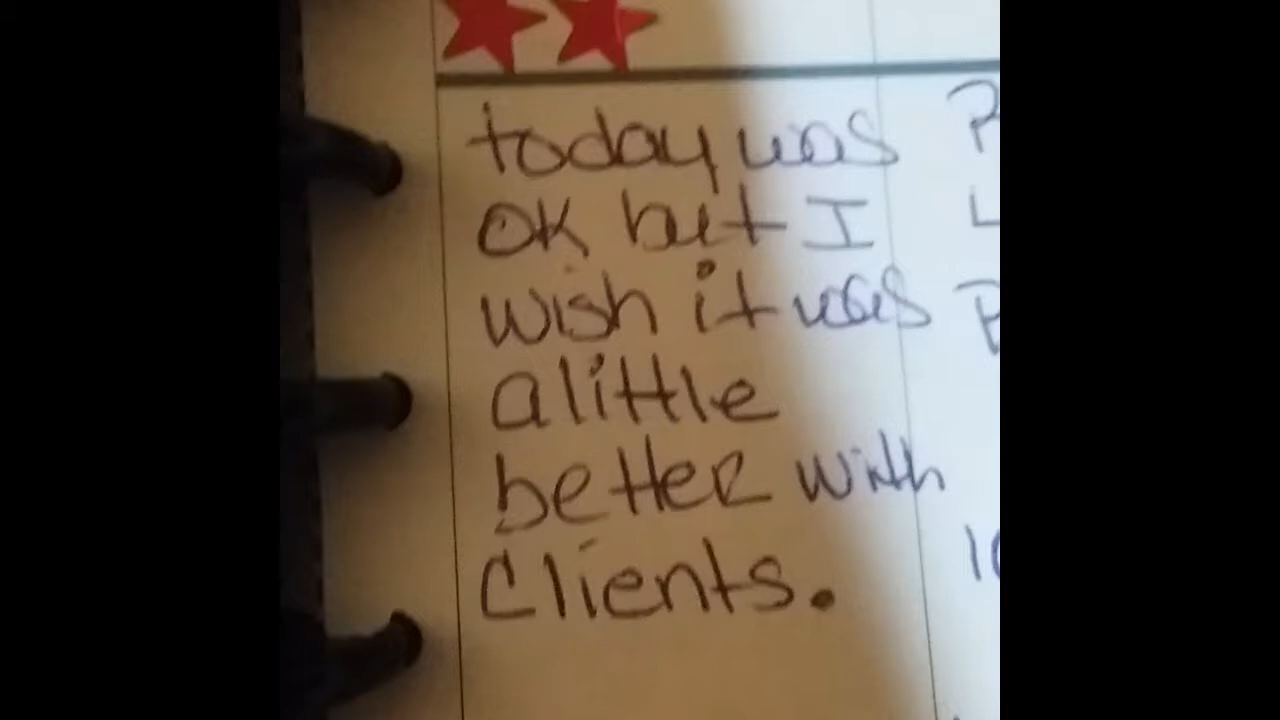 today was
OK but I
wish it was
alittle
better with
Clients.